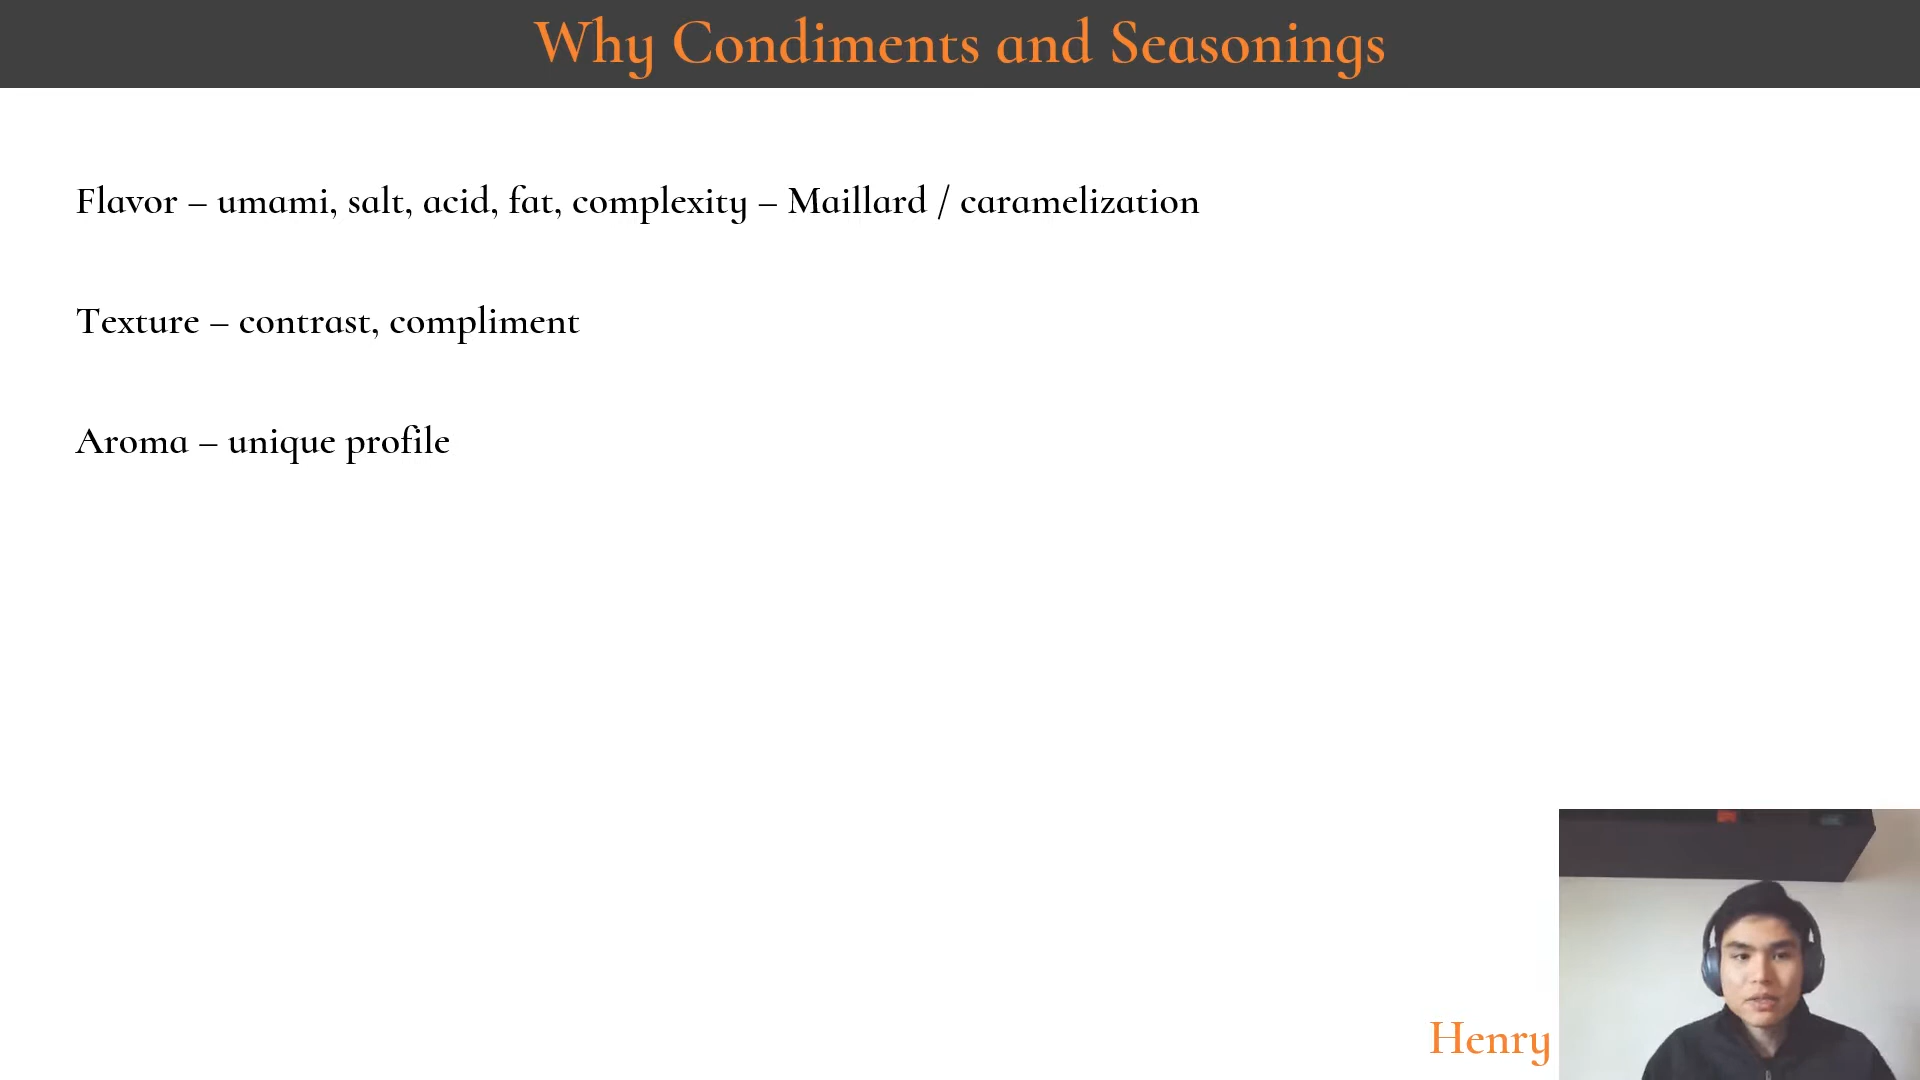 Why Condiments and Seasonings
Flavor – umami, salt, acid, fat, complexity – Maillard / caramelization
Texture – contrast, compliment
Aroma – unique profile
Henry